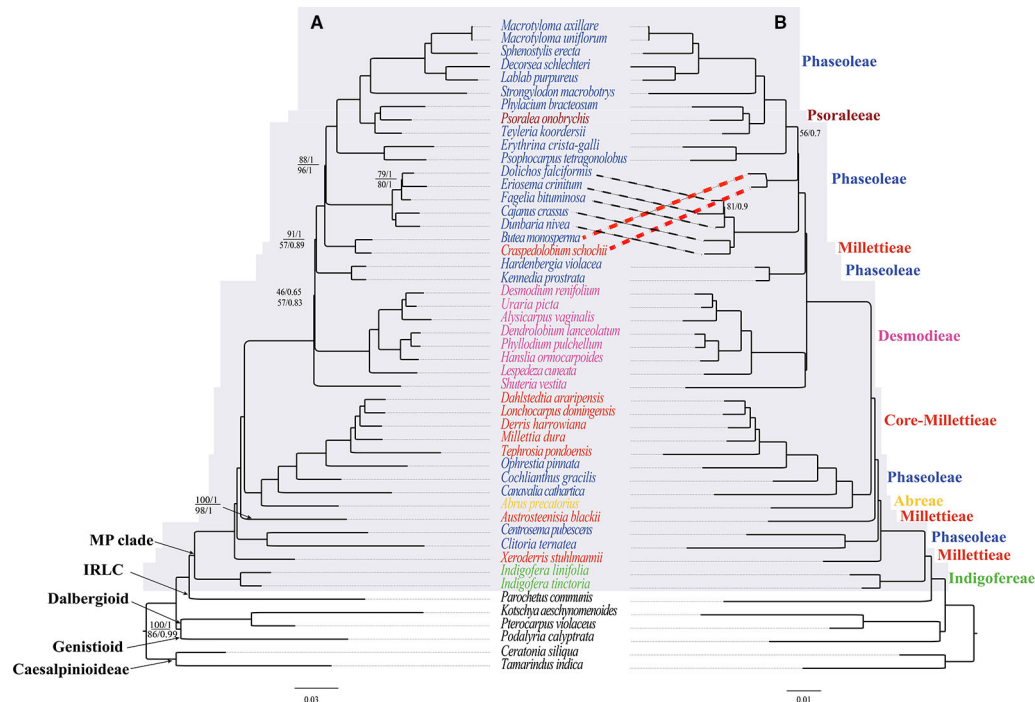 A
B
Macrotyloma axillare
Macrotyloma uniflorum
Sphenostylis erecta
Decorsea schlechteri
Lablab purpureus
Strongylodon macrobotrys
Phylacium bracteosum
Psoralea onobrychis
Teyleria koordersii
Erythrina crista-galli
Psophocarpus tetragonolobus
Dolichos falciformis
Eriosema crinitum
Fagelia bituminosa
Cajanus crassus
Dunbaria nivea
Butea monosperma
Craspedolobium schochii
Hardenbergia violacea
Kennedia prostrata
Desmodium renifolium
Uraria picta
Alysicarpus vaginalis
Dendrolobium lanceolatum
Phyllodium pulchellum
Hanslia ormocarpoides
Lespedeza cuneata
Shuteria vestita
Dahlstedtia araripensis
Lonchocarpus domingensis
Derris harrowiana
Millettia dura
Tephrosia pondoensis
Ophrestia pinnata
Cochlianthus gracilis
Canavalia cathartica
Abrus precatorius
Austrosteenisia blackii
Centrosema pubescens
Clitoria ternatea
Xeroderris stuhlmannii
Indigofera linifolia
Indigofera tinctoria
Parochetus communis
Kotschya aeschynomenoides
Pterocarpus violaceus
Podalyria calyptrata
Ceratonia siliqua
Tamarindus indica
88/1
96/1
79/1
80/1
91/1
57/0.89
46/0.65
57/0.83
100/1
98/1
MP clade
IRLC
Dalbergioid
100/1
86/0.99
Genistioid
Caesalpinioideae
0.03
56/0.7
81/0.9
Phaseoleae
Psoraleeae
Phaseoleae
Millettieae
Phaseoleae
Desmodieae
Core-Millettieae
Phaseoleae
Abreae
Millettieae
Phaseoleae
Millettieae
Indigofereae
0.01